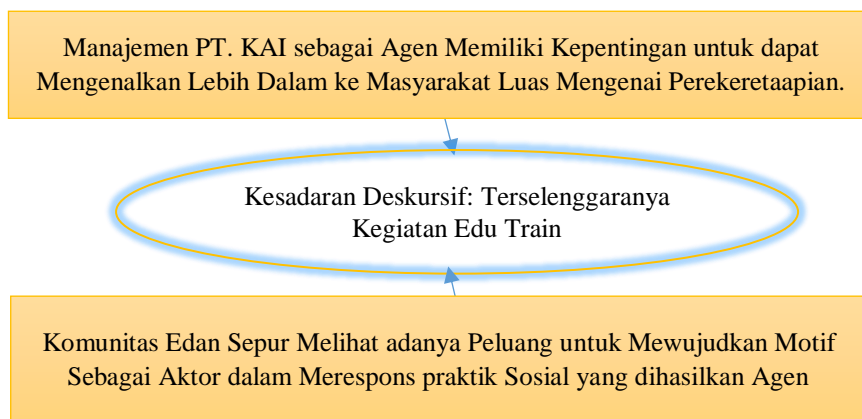 Manajemen PT. KAI sebagai Agen Memiliki Kepentingan untuk dapat
Mengenalkan Lebih Dalam ke Masyarakat Luas Mengenai Perekeretaapian.
Kesadaran Deskursif: Terselenggaranya
Kegiatan Edu Train
Komunitas Edan Sepur Melihat adanya Peluang untuk Mewujudkan Motif
Sebagai Aktor dalam Merespons praktik Sosial yang dihasilkan Agen